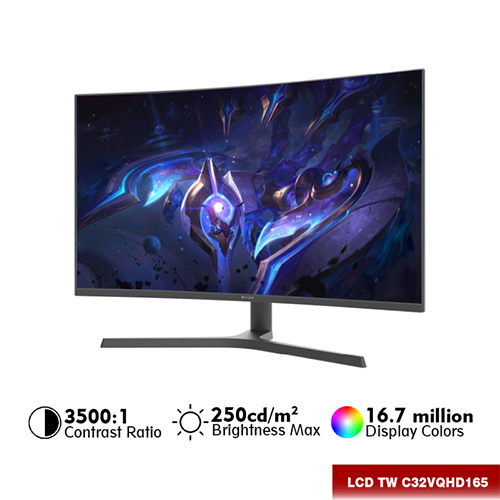 3500:1
Contrast Ratio
250cd/m²
Brightness Max
16.7 million
Display Colors
LCD TW C32VQHD165